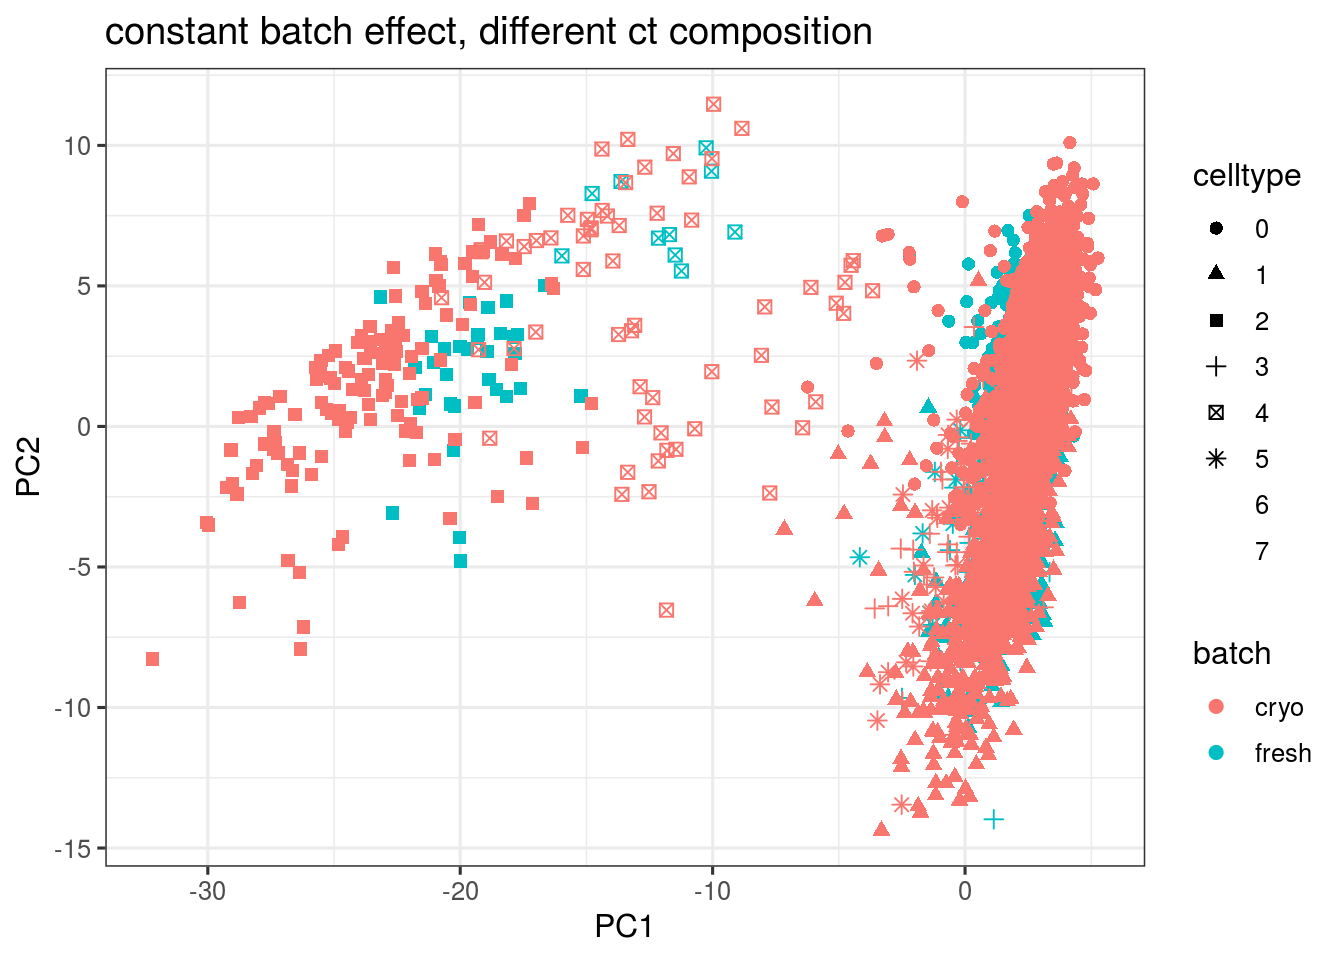 constant batch effect, different ct composition
10
5
0
-5
-10
-15
PC2
-30
-20
-10
0
PC1
celltype
0
1
2
3
4
5
6
7
batch
cryo
fresh